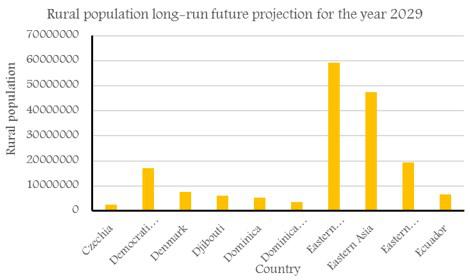 Rural population long-run future projection for the year 2029
70000000
60000000
50000000
40000000
30000000
20000000
10000000
0
Rural population
Czechia
Democrati...
Denmark
Djibouti
Dominica
Dominica...
Eastern...
Eastern Asia
Eastern...
Ecuador
Country